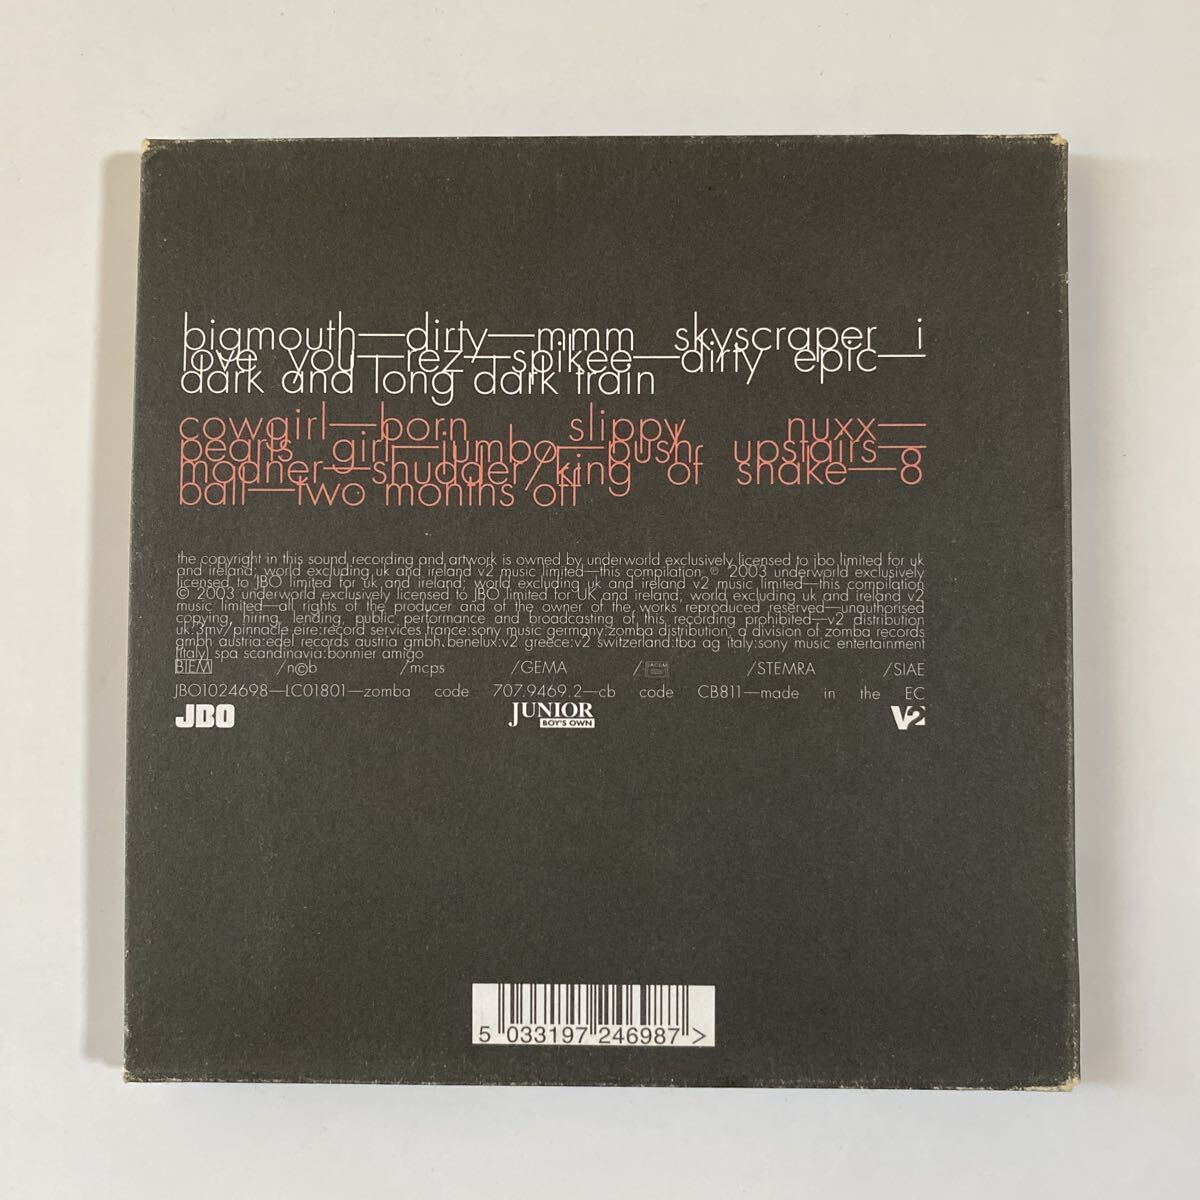 bigmouth—dirty—mmm skyscraper i
love you—rez—spikee—dirty epic—
dark and long dark train
cowgirl—born slippy nuxx—
pearls girl—jumbo—push upstairs—
moaner—shudder/king of snake—8
ball—two months off
the copyright in this sound recording and artwork is owned by underworld exclusively licensed to jbo limited for uk
and ireland; world excluding uk and ireland v2 music limited—this compilation ℗ 2003 underworld exclusively
licensed to JBO limited for uk and ireland; world excluding uk and ireland v2 music limited—this compilation
© 2003 underworld exclusively licensed to JBO limited for UK and ireland; world excluding uk and ireland v2
music limited—all rights of the producer and of the owner of the works reproduced reserved—unauthorised
copying, hiring, lending, public performance and broadcasting of this recording prohibited—v2 distribution
uk:3mv/pinnacle eire:record services france:sony music germany:zomba distribution, a division of zomba records
gmbh austria:edel records austria gmbh.benelux:v2 greece:v2 switzerland:tba ag italy:sony music entertainment
(italy) spa scandinavia:bonnier amigo
BIEM /n©b /mcps /GEMA /SACEM /STEMRA /SIAE
JBO1024698—LC01801—zomba code 707.9469.2—cb code CB811—made in the EC
JBO JUNIOR V2
BOY'S OWN
5 033197 246987 >